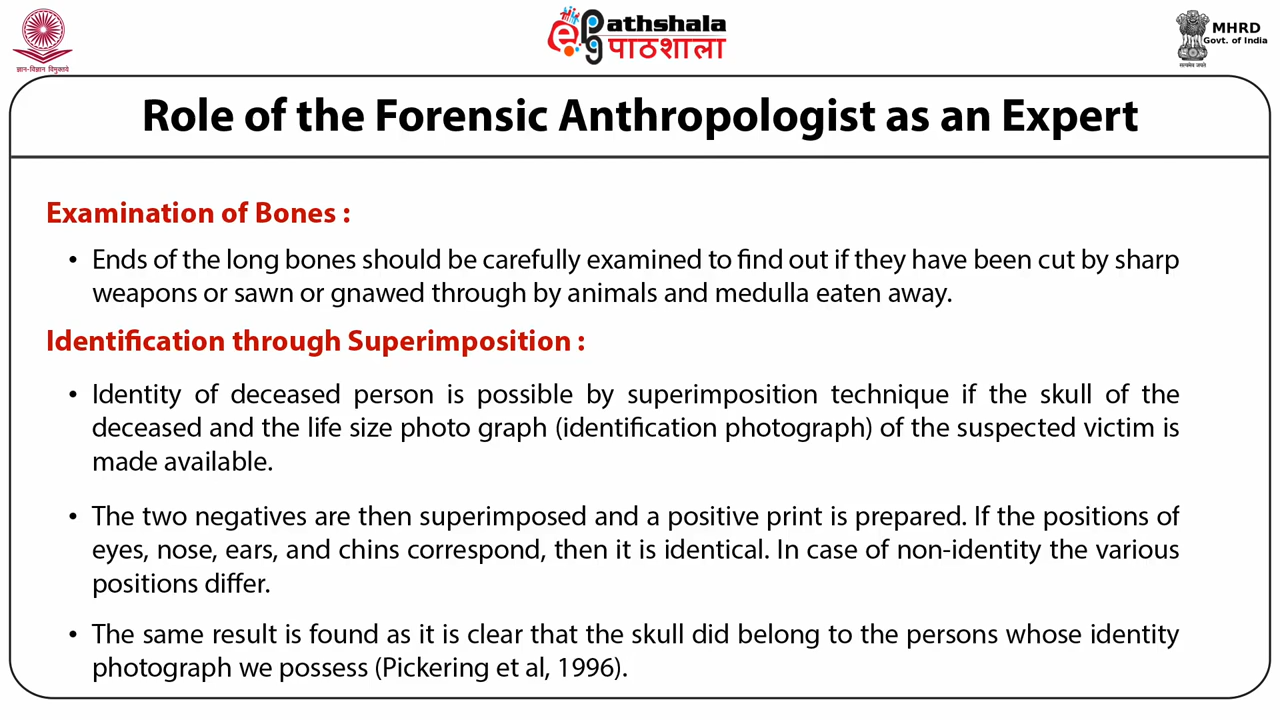 ज्ञान-विज्ञान विमुक्तये
epg Pathshala
पाठशाला
MHRD
Govt. of India
सत्यमेव जयते
Role of the Forensic Anthropologist as an Expert
Examination of Bones :
• Ends of the long bones should be carefully examined to find out if they have been cut by sharp
weapons or sawn or gnawed through by animals and medulla eaten away.
Identification through Superimposition :
• Identity of deceased person is possible by superimposition technique if the skull of the
deceased and the life size photo graph (identification photograph) of the suspected victim is
made available.
• The two negatives are then superimposed and a positive print is prepared. If the positions of
eyes, nose, ears, and chins correspond, then it is identical. In case of non-identity the various
positions differ.
• The same result is found as it is clear that the skull did belong to the persons whose identity
photograph we possess (Pickering et al, 1996).